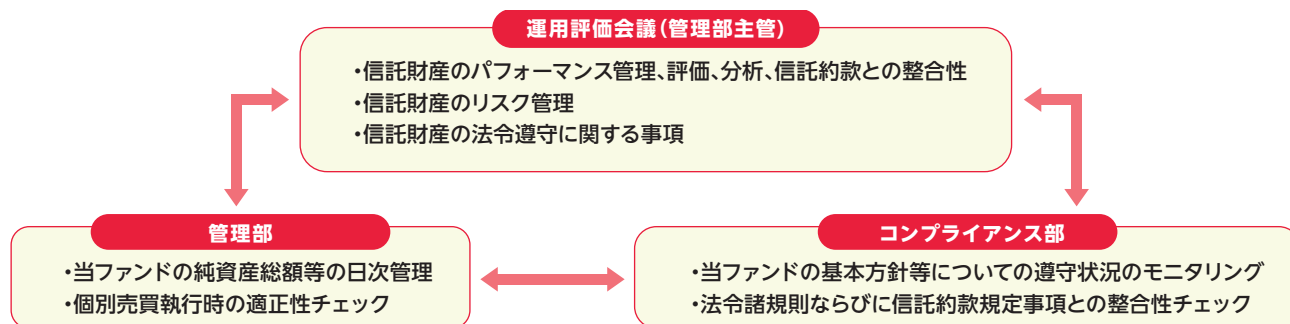 運用評価会議(管理部主管)
・信託財産のパフォーマンス管理、評価、分析、信託約款との整合性
・信託財産のリスク管理
・信託財産の法令遵守に関する事項
管理部
・当ファンドの純資産総額等の日次管理
・個別売買執行時の適正性チェック
コンプライアンス部
・当ファンドの基本方針等についての遵守状況のモニタリング
・法令諸規則ならびに信託約款規定事項との整合性チェック